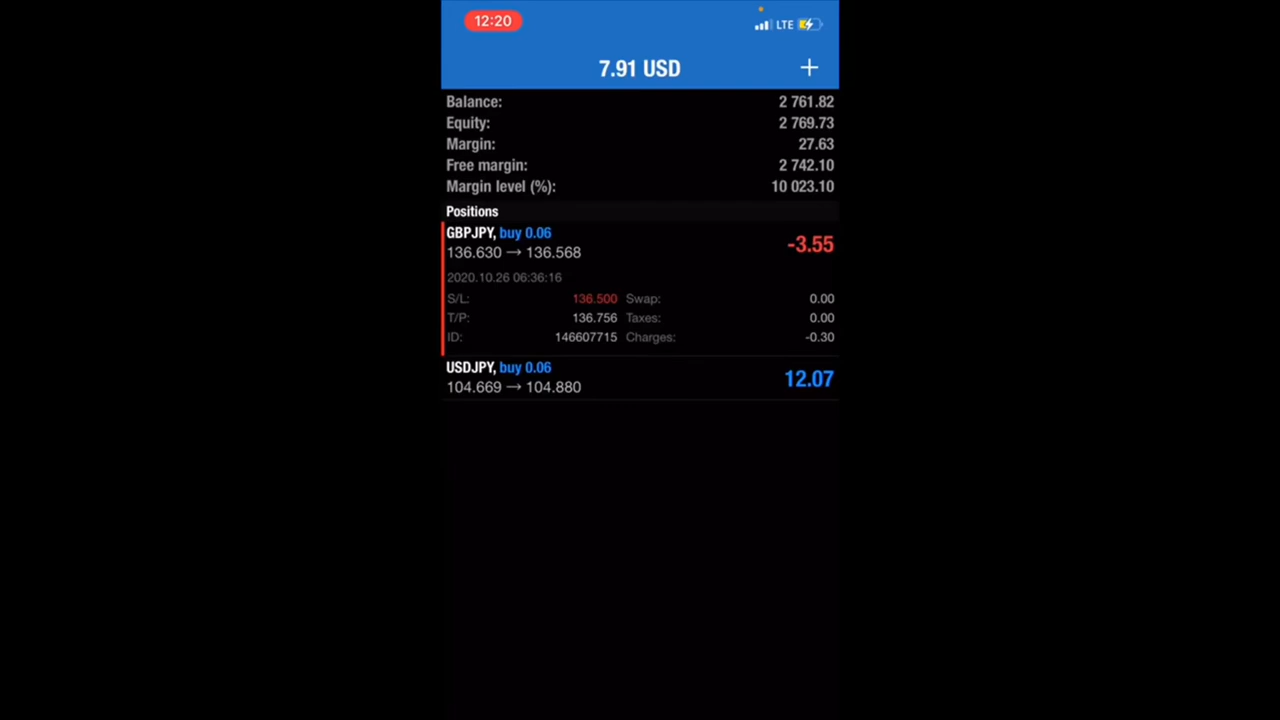 12:20 LTE
7.91 USD +
Balance: 2 761.82
Equity: 2 769.73
Margin: 27.63
Free margin: 2 742.10
Margin level (%): 10 023.10
Positions
GBPJPY, buy 0.06 -3.55
136.630 → 136.568
2020.10.26 06:36:16
S/L: 136.500 Swap: 0.00
T/P: 136.756 Taxes: 0.00
ID: 146607715 Charges: -0.30
USDJPY, buy 0.06 12.07
104.669 → 104.880